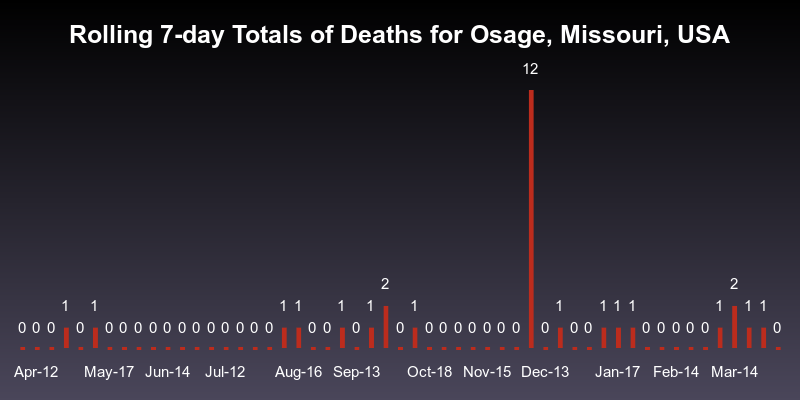 Rolling 7-day Totals of Deaths for Osage, Missouri, USA
12
2 2
1 1 1 1 1 1 1 1 1 1 1 1 1 1
0 0 0 0 0 0 0 0 0 0 0 0 0 0 0 0 0 0 0 0 0 0 0 0 0 0 0 0 0 0 0 0 0 0 0 0
Apr-12 May-17 Jun-14 Jul-12 Aug-16 Sep-13 Oct-18 Nov-15 Dec-13 Jan-17 Feb-14 Mar-14